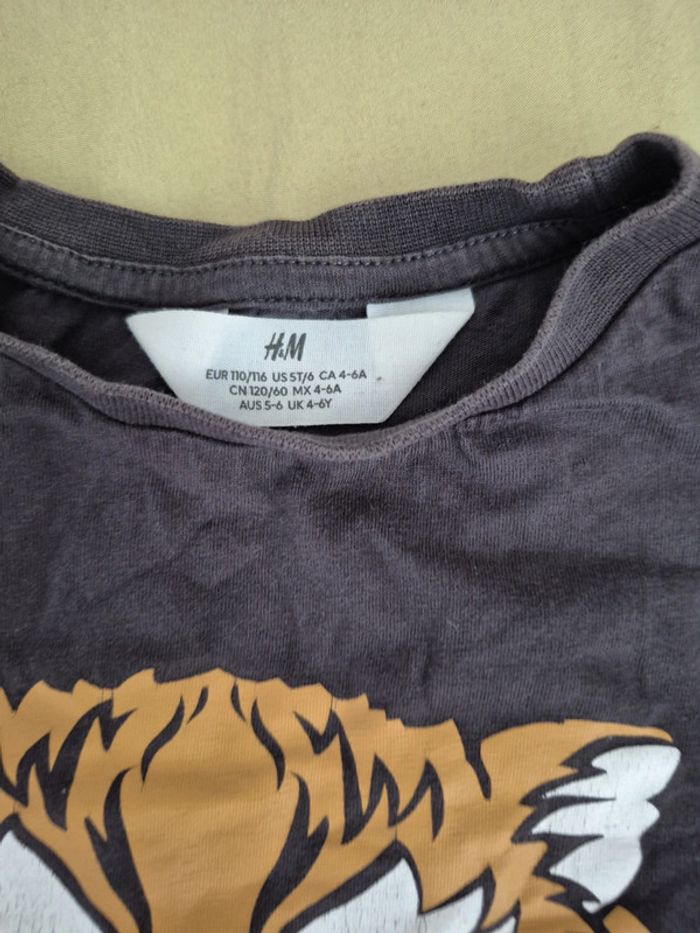 H&M
EUR 110/116 US 5T/6 CA 4-6A
CN 120/60 MX 4-6A
AUS 5-6 UK 4-6Y